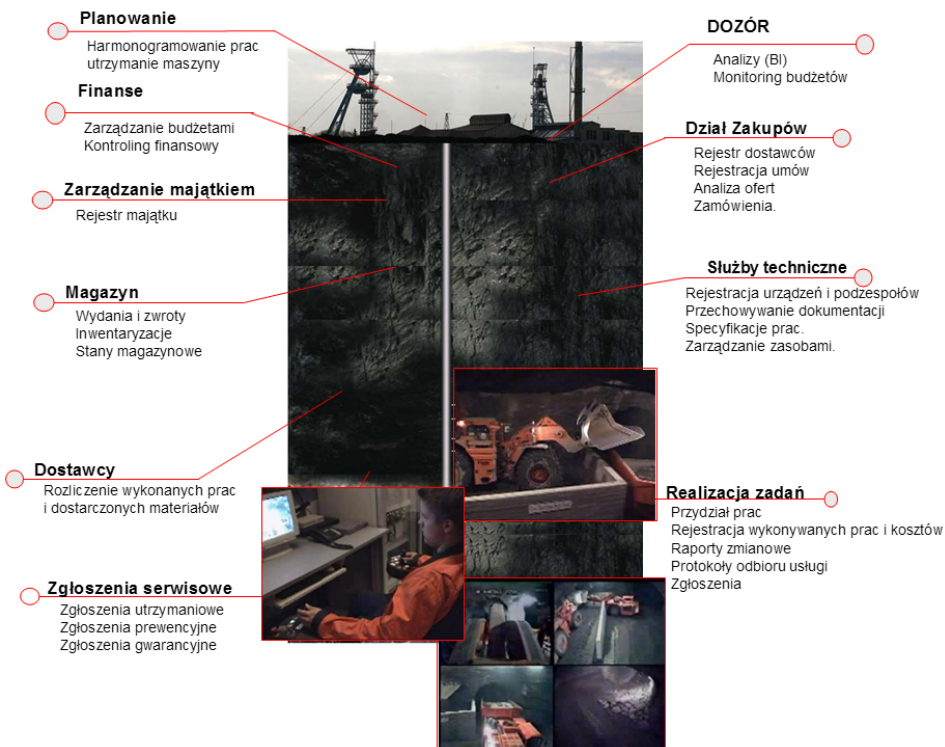 Planowanie
Harmonogramowanie prac
utrzymanie maszyny
Finanse
Zarządzanie budżetami
Kontroling finansowy
Zarządzanie majątkiem
Rejestr majątku
Magazyn
Wydania i zwroty
Inwentaryzacje
Stany magazynowe
Dostawcy
Rozliczenie wykonanych prac
i dostarczonych materiałów
Zgłoszenia serwisowe
Zgłoszenia utrzymaniowe
Zgłoszenia prewencyjne
Zgłoszenia gwarancyjne
DOZÓR
Analizy (BI)
Monitoring budżetów
Dział Zakupów
Rejestr dostawców
Rejestracja umów
Analiza ofert
Zamówienia.
Służby techniczne
Rejestracja urządzeń i podzespołów
Przechowywanie dokumentacji
Specyfikacje prac.
Zarządzanie zasobami.
Realizacja zadań
Przydział prac
Rejestracja wykonywanych prac i kosztów
Raporty zmianowe
Protokoły odbioru usługi
Zgłoszenia